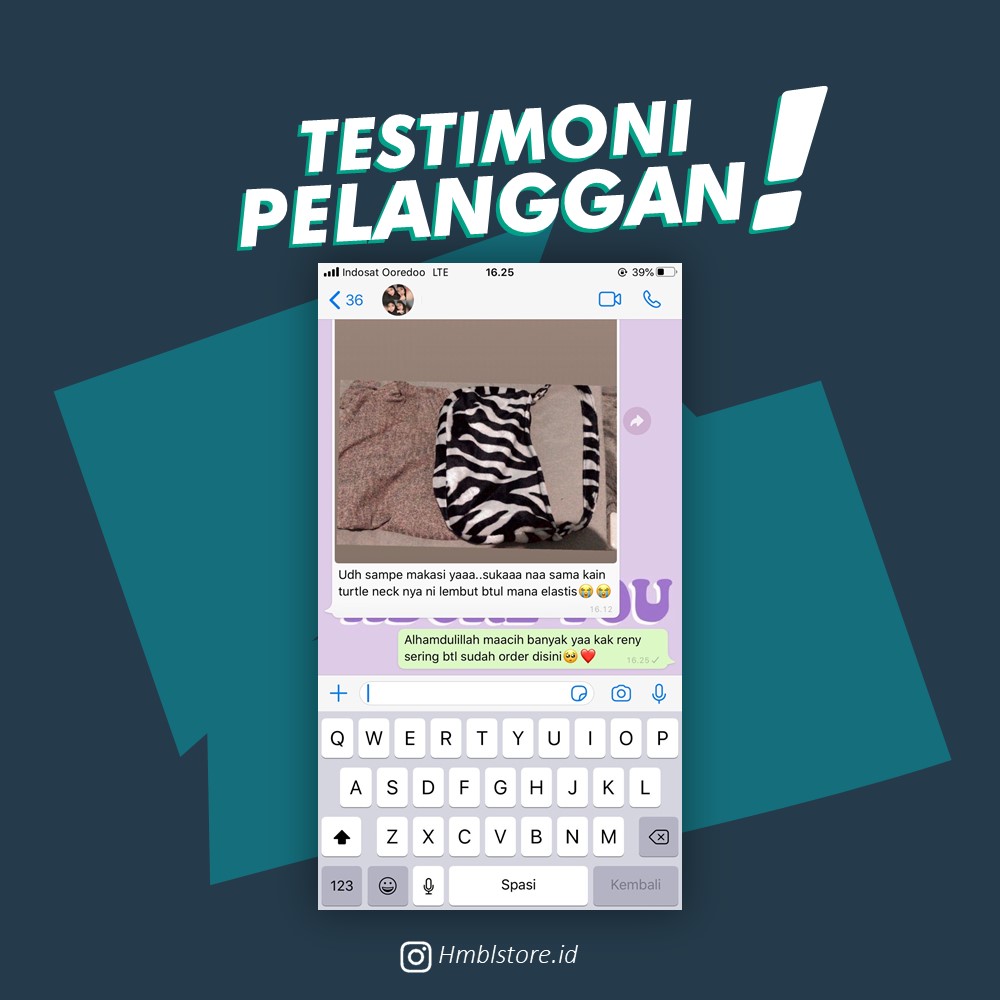 TESTIMONI
PELANGGAN!
Indosat Ooredoo LTE 16.25 39%
36
Udh sampe makasi yaaa..sukaaa naa sama kain
turtle neck nya ni lembut btul mana elastis😭😭
16.12
YOU
Alhamdulillah maacih banyak yaa kak reny
sering btl sudah order disini🥺❤️
16.25
Q W E R T Y U I O P
A S D F G H J K L
Z X C V B N M
123 Spasi Kembali
Hmblstore.id